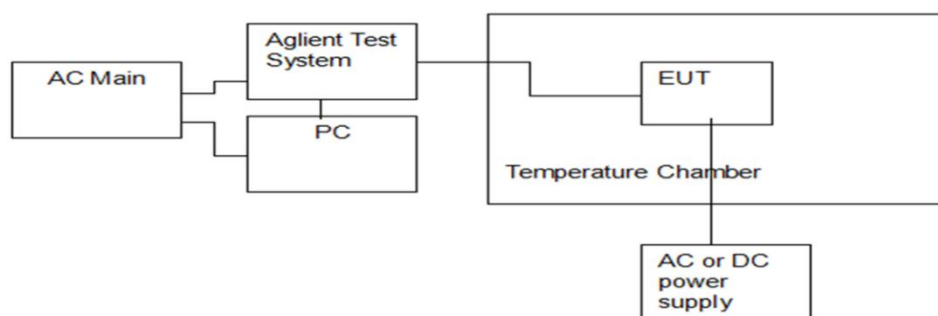 Aglient Test
System
AC Main
EUT
PC
Temperature Chamber
AC or DC
power
supply